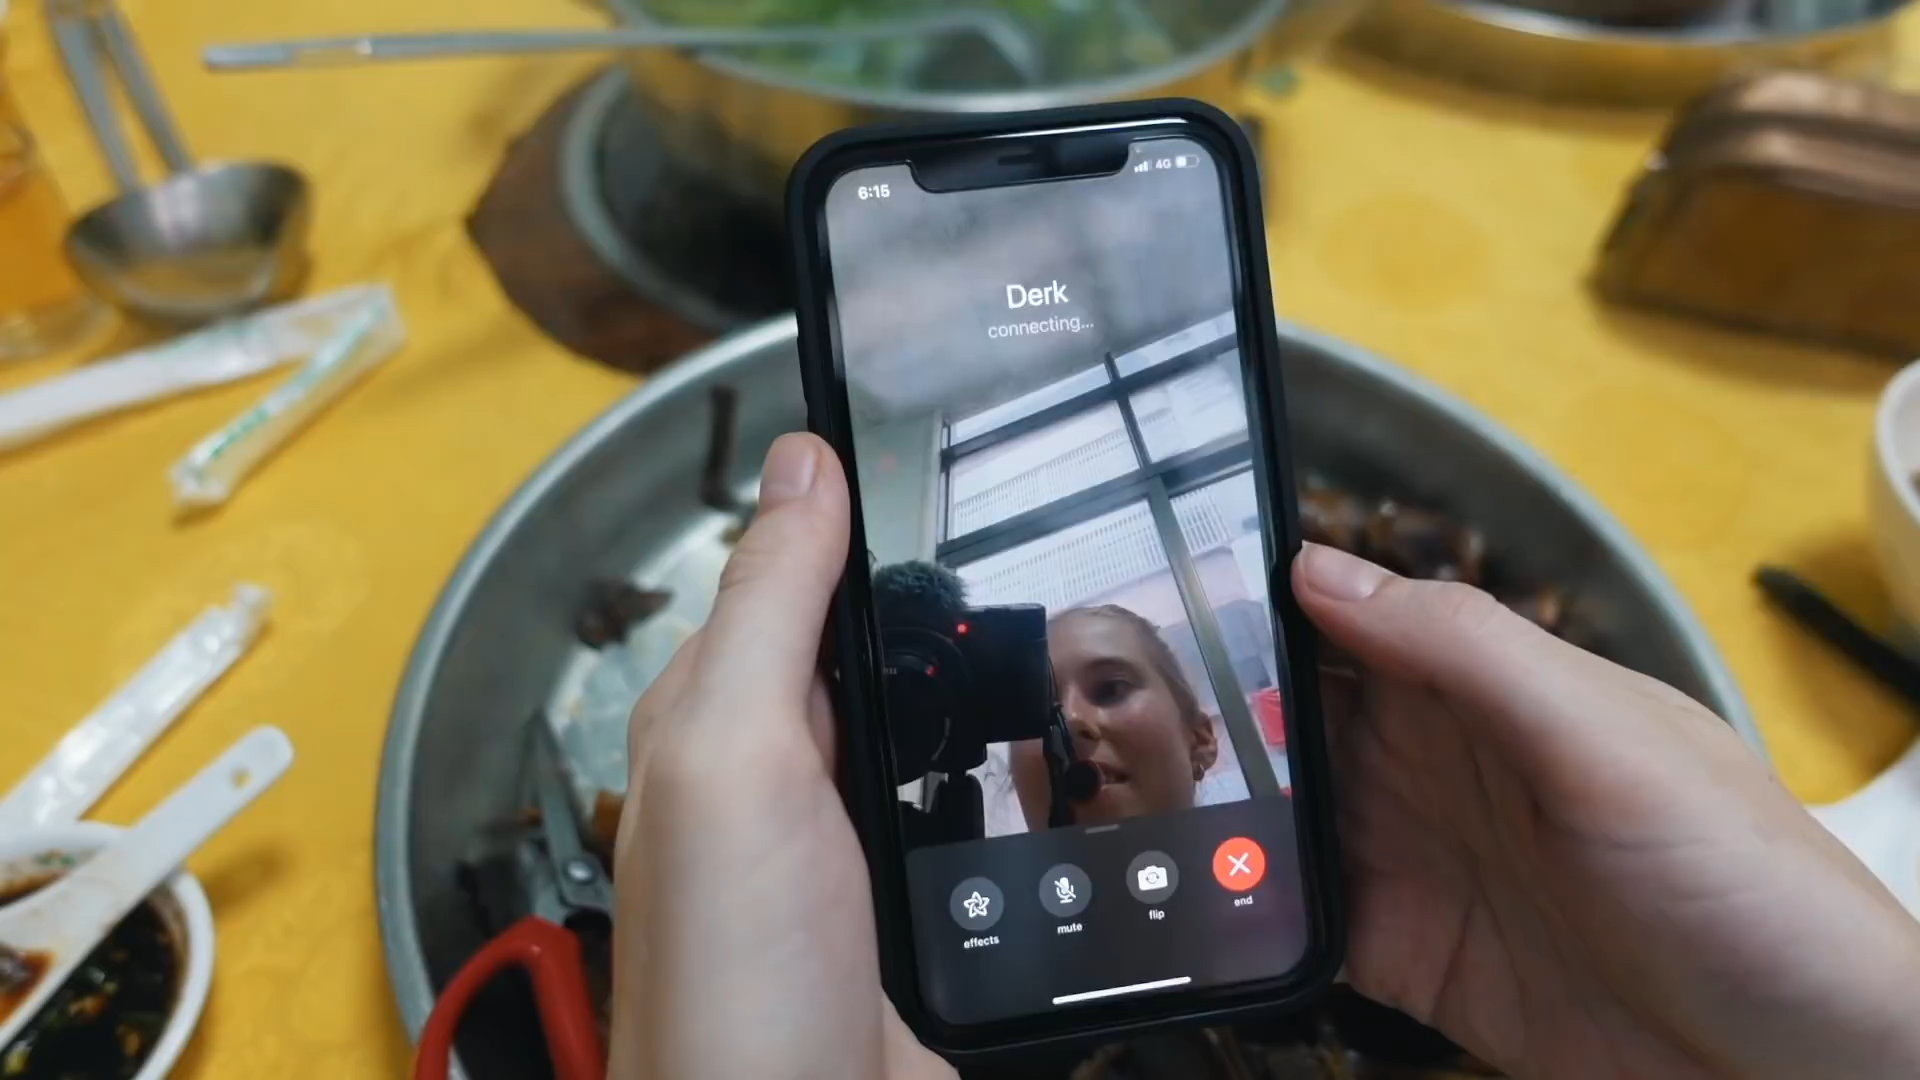 6:15
4G
Derk
connecting...
effects
mute
flip
end